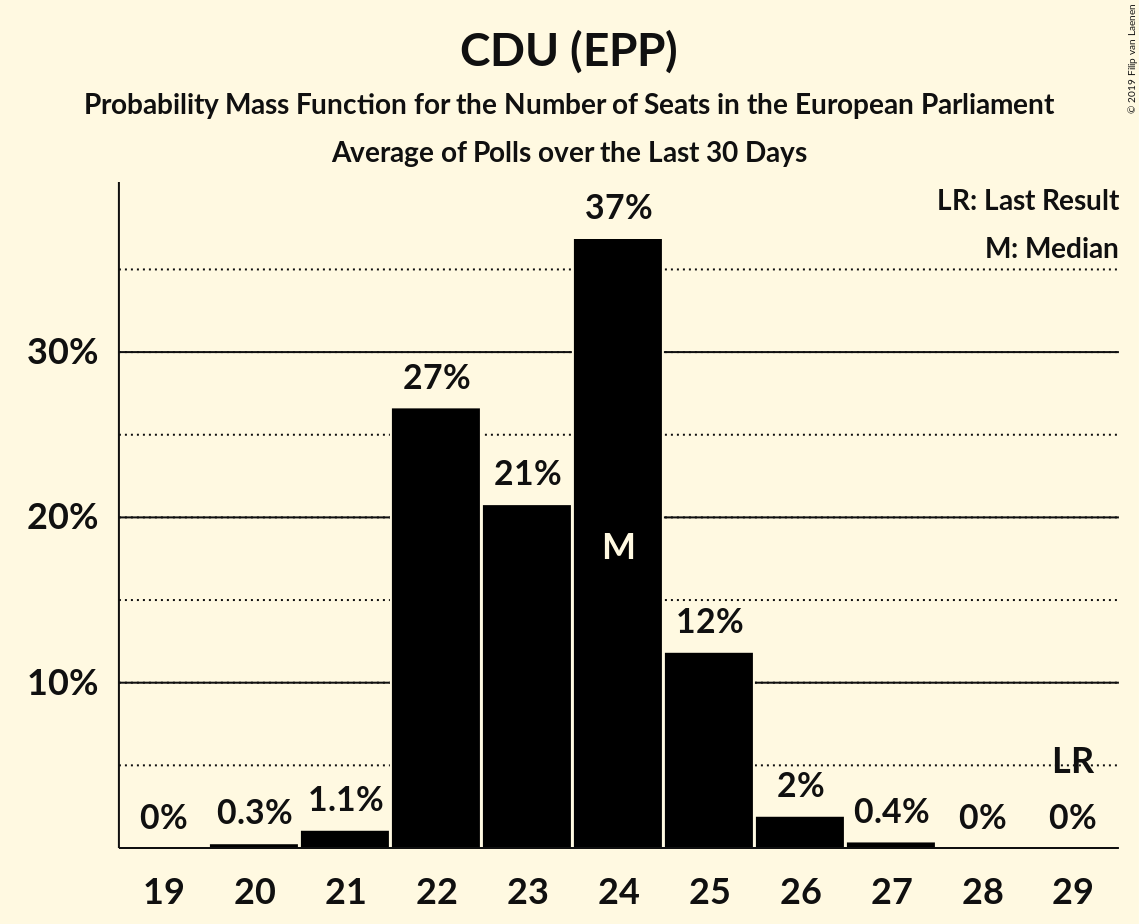 CDU (EPP)
Probability Mass Function for the Number of Seats in the European Parliament
Average of Polls over the Last 30 Days
© 2019 Filip van Laenen
LR: Last Result
M: Median
37%
30%
27%
21%
20%
M
12%
10%
LR
2%
1.1%
0.4%
0.3%
0%
0%
0%
19 20 21 22 23 24 25 26 27 28 29